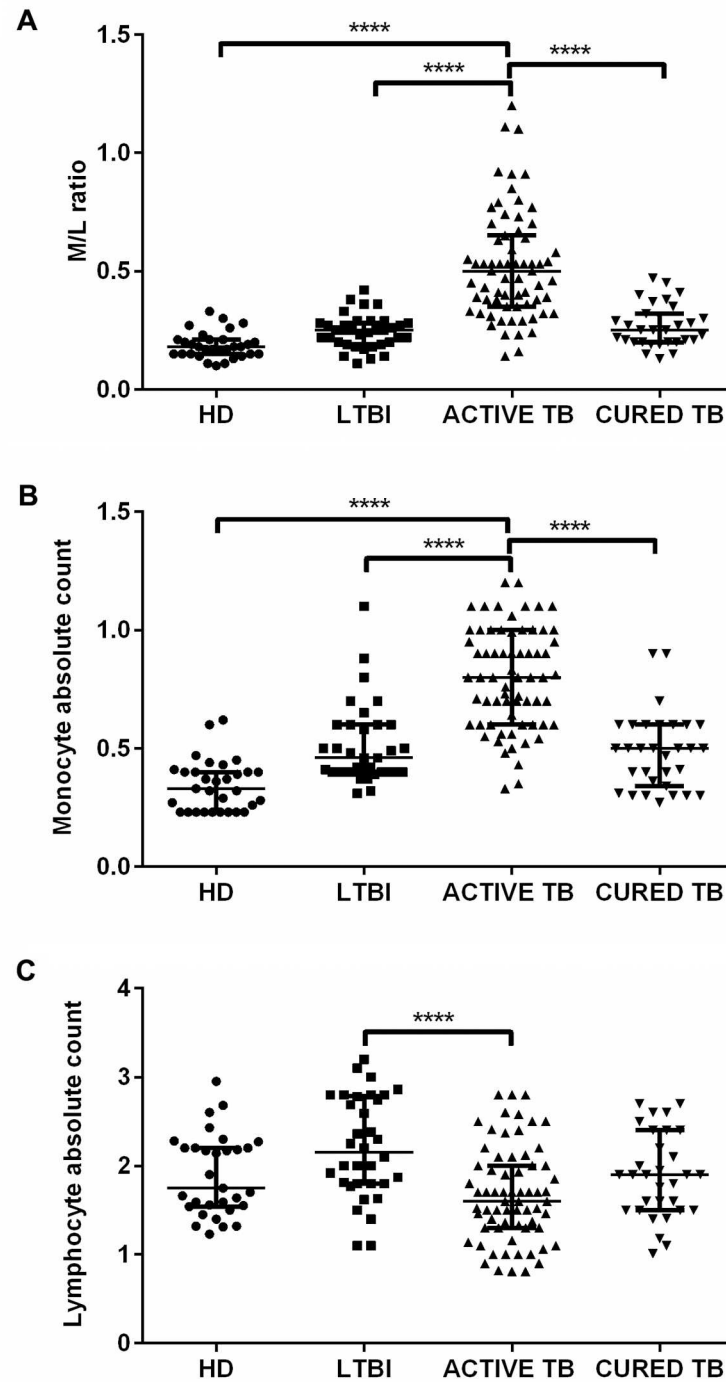 A
1.5
****
****
****
1.0
M/L ratio
0.5
0.0
HD LTBI ACTIVE TB CURED TB
B
1.5
****
****
****
1.0
Monocyte absolute count
0.5
0.0
HD LTBI ACTIVE TB CURED TB
C
4
****
3
Lymphocyte absolute count
2
1
0
HD LTBI ACTIVE TB CURED TB